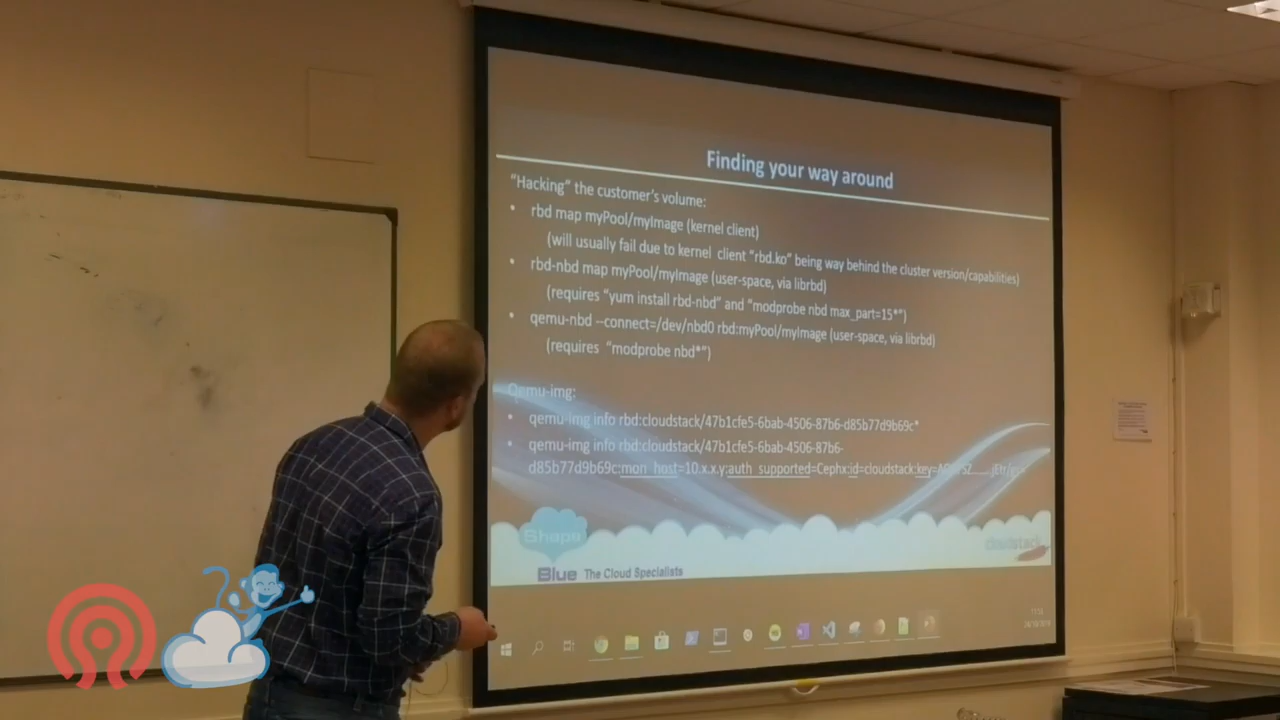 Finding your way around
"Hacking" the customer's volume:
• rbd map myPool/myImage (kernel client)
(will usually fail due to kernel client "rbd.ko" being way behind the cluster version/capabilities)
• rbd-nbd map myPool/myImage (user-space, via librbd)
(requires "yum install rbd-nbd" and "modprobe nbd max_part=15*")
• qemu-nbd --connect=/dev/nbd0 rbd:myPool/myImage (user-space, via librbd)
(requires "modprobe nbd*")
Qemu-img:
• qemu-img info rbd:cloudstack/47b1cfe5-6bab-4506-87b6-d85b77d9b69c*
• qemu-img info rbd:cloudstack/47b1cfe5-6bab-4506-87b6-
d85b77d9b69c:mon_host=10.x.x.y:auth_supported=Cephx:id=cloudstack:key=
Shape
Blue The Cloud Specialists
cloudstack